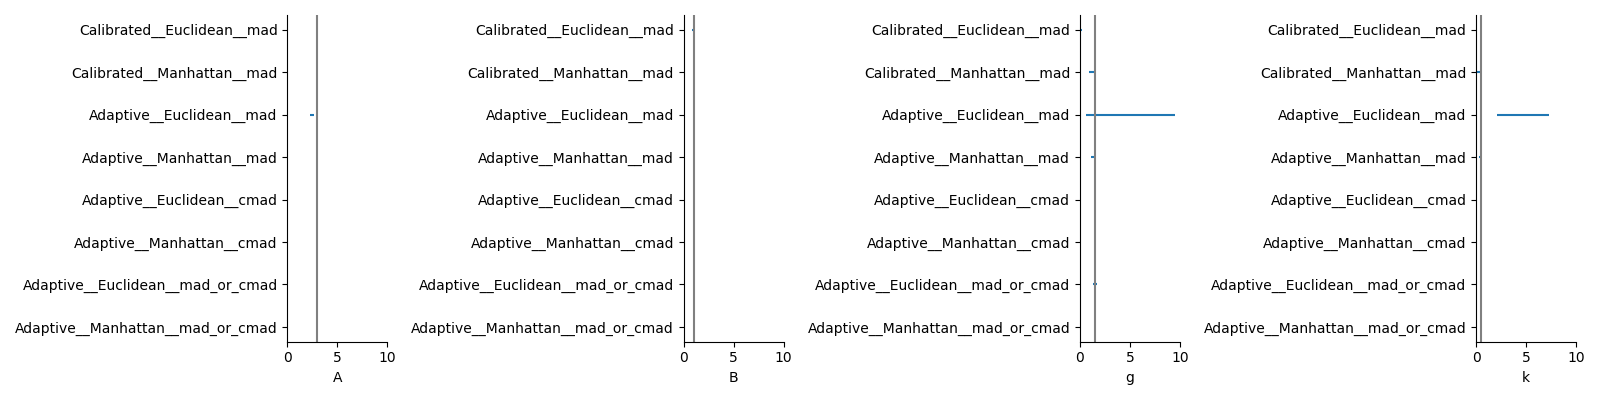 Calibrated__Euclidean__mad
Calibrated__Manhattan__mad
Adaptive__Euclidean__mad
Adaptive__Manhattan__mad
Adaptive__Euclidean__cmad
Adaptive__Manhattan__cmad
Adaptive__Euclidean__mad_or_cmad
Adaptive__Manhattan__mad_or_cmad
0 5 10
A
Calibrated__Euclidean__mad
Calibrated__Manhattan__mad
Adaptive__Euclidean__mad
Adaptive__Manhattan__mad
Adaptive__Euclidean__cmad
Adaptive__Manhattan__cmad
Adaptive__Euclidean__mad_or_cmad
Adaptive__Manhattan__mad_or_cmad
0 5 10
B
Calibrated__Euclidean__mad
Calibrated__Manhattan__mad
Adaptive__Euclidean__mad
Adaptive__Manhattan__mad
Adaptive__Euclidean__cmad
Adaptive__Manhattan__cmad
Adaptive__Euclidean__mad_or_cmad
Adaptive__Manhattan__mad_or_cmad
0 5 10
g
Calibrated__Euclidean__mad
Calibrated__Manhattan__mad
Adaptive__Euclidean__mad
Adaptive__Manhattan__mad
Adaptive__Euclidean__cmad
Adaptive__Manhattan__cmad
Adaptive__Euclidean__mad_or_cmad
Adaptive__Manhattan__mad_or_cmad
0 5 10
k